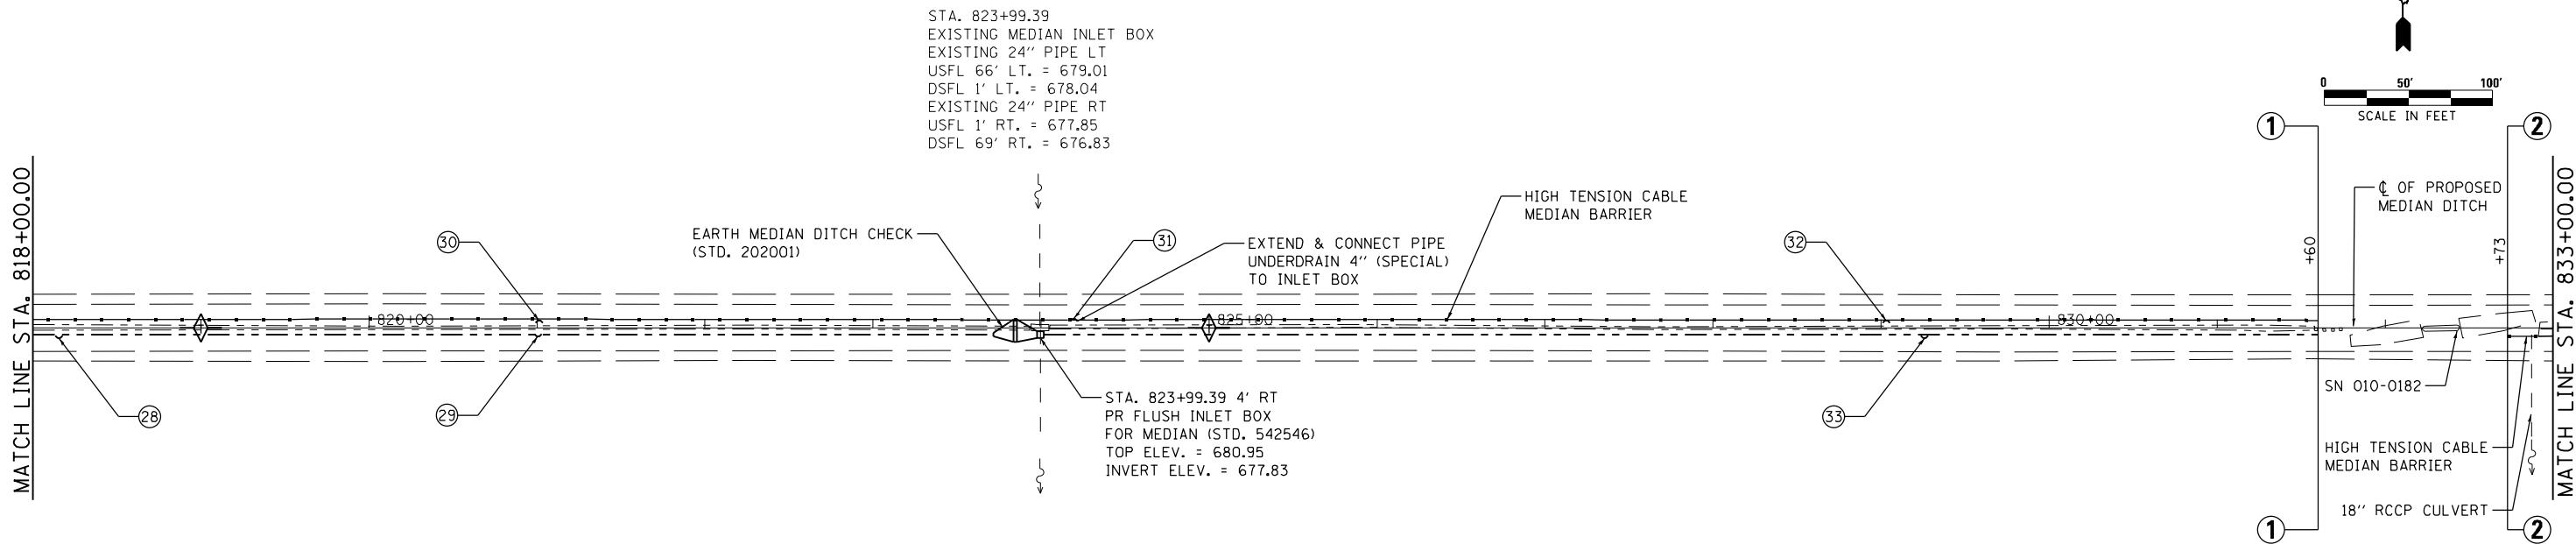 STA. 823+99.39
EXISTING MEDIAN INLET BOX
EXISTING 24" PIPE LT
USFL 66' LT. = 679.01
DSFL 1' LT. = 678.04
EXISTING 24" PIPE RT
USFL 1' RT. = 677.85
DSFL 69' RT. = 676.83
0 50' 100'
SCALE IN FEET
1
2
MATCH LINE STA. 818+00.00
30
EARTH MEDIAN DITCH CHECK
(STD. 202001)
31
EXTEND & CONNECT PIPE
UNDERDRAIN 4" (SPECIAL)
TO INLET BOX
HIGH TENSION CABLE
MEDIAN BARRIER
32
+60
℄ OF PROPOSED
MEDIAN DITCH
+73
MATCH LINE STA. 833+00.00
820+00
825+00
830+00
28
29
STA. 823+99.39 4' RT
PR FLUSH INLET BOX
FOR MEDIAN (STD. 542546)
TOP ELEV. = 680.95
INVERT ELEV. = 677.83
33
SN 010-0182
HIGH TENSION CABLE
MEDIAN BARRIER
18" RCCP CULVERT
1
2